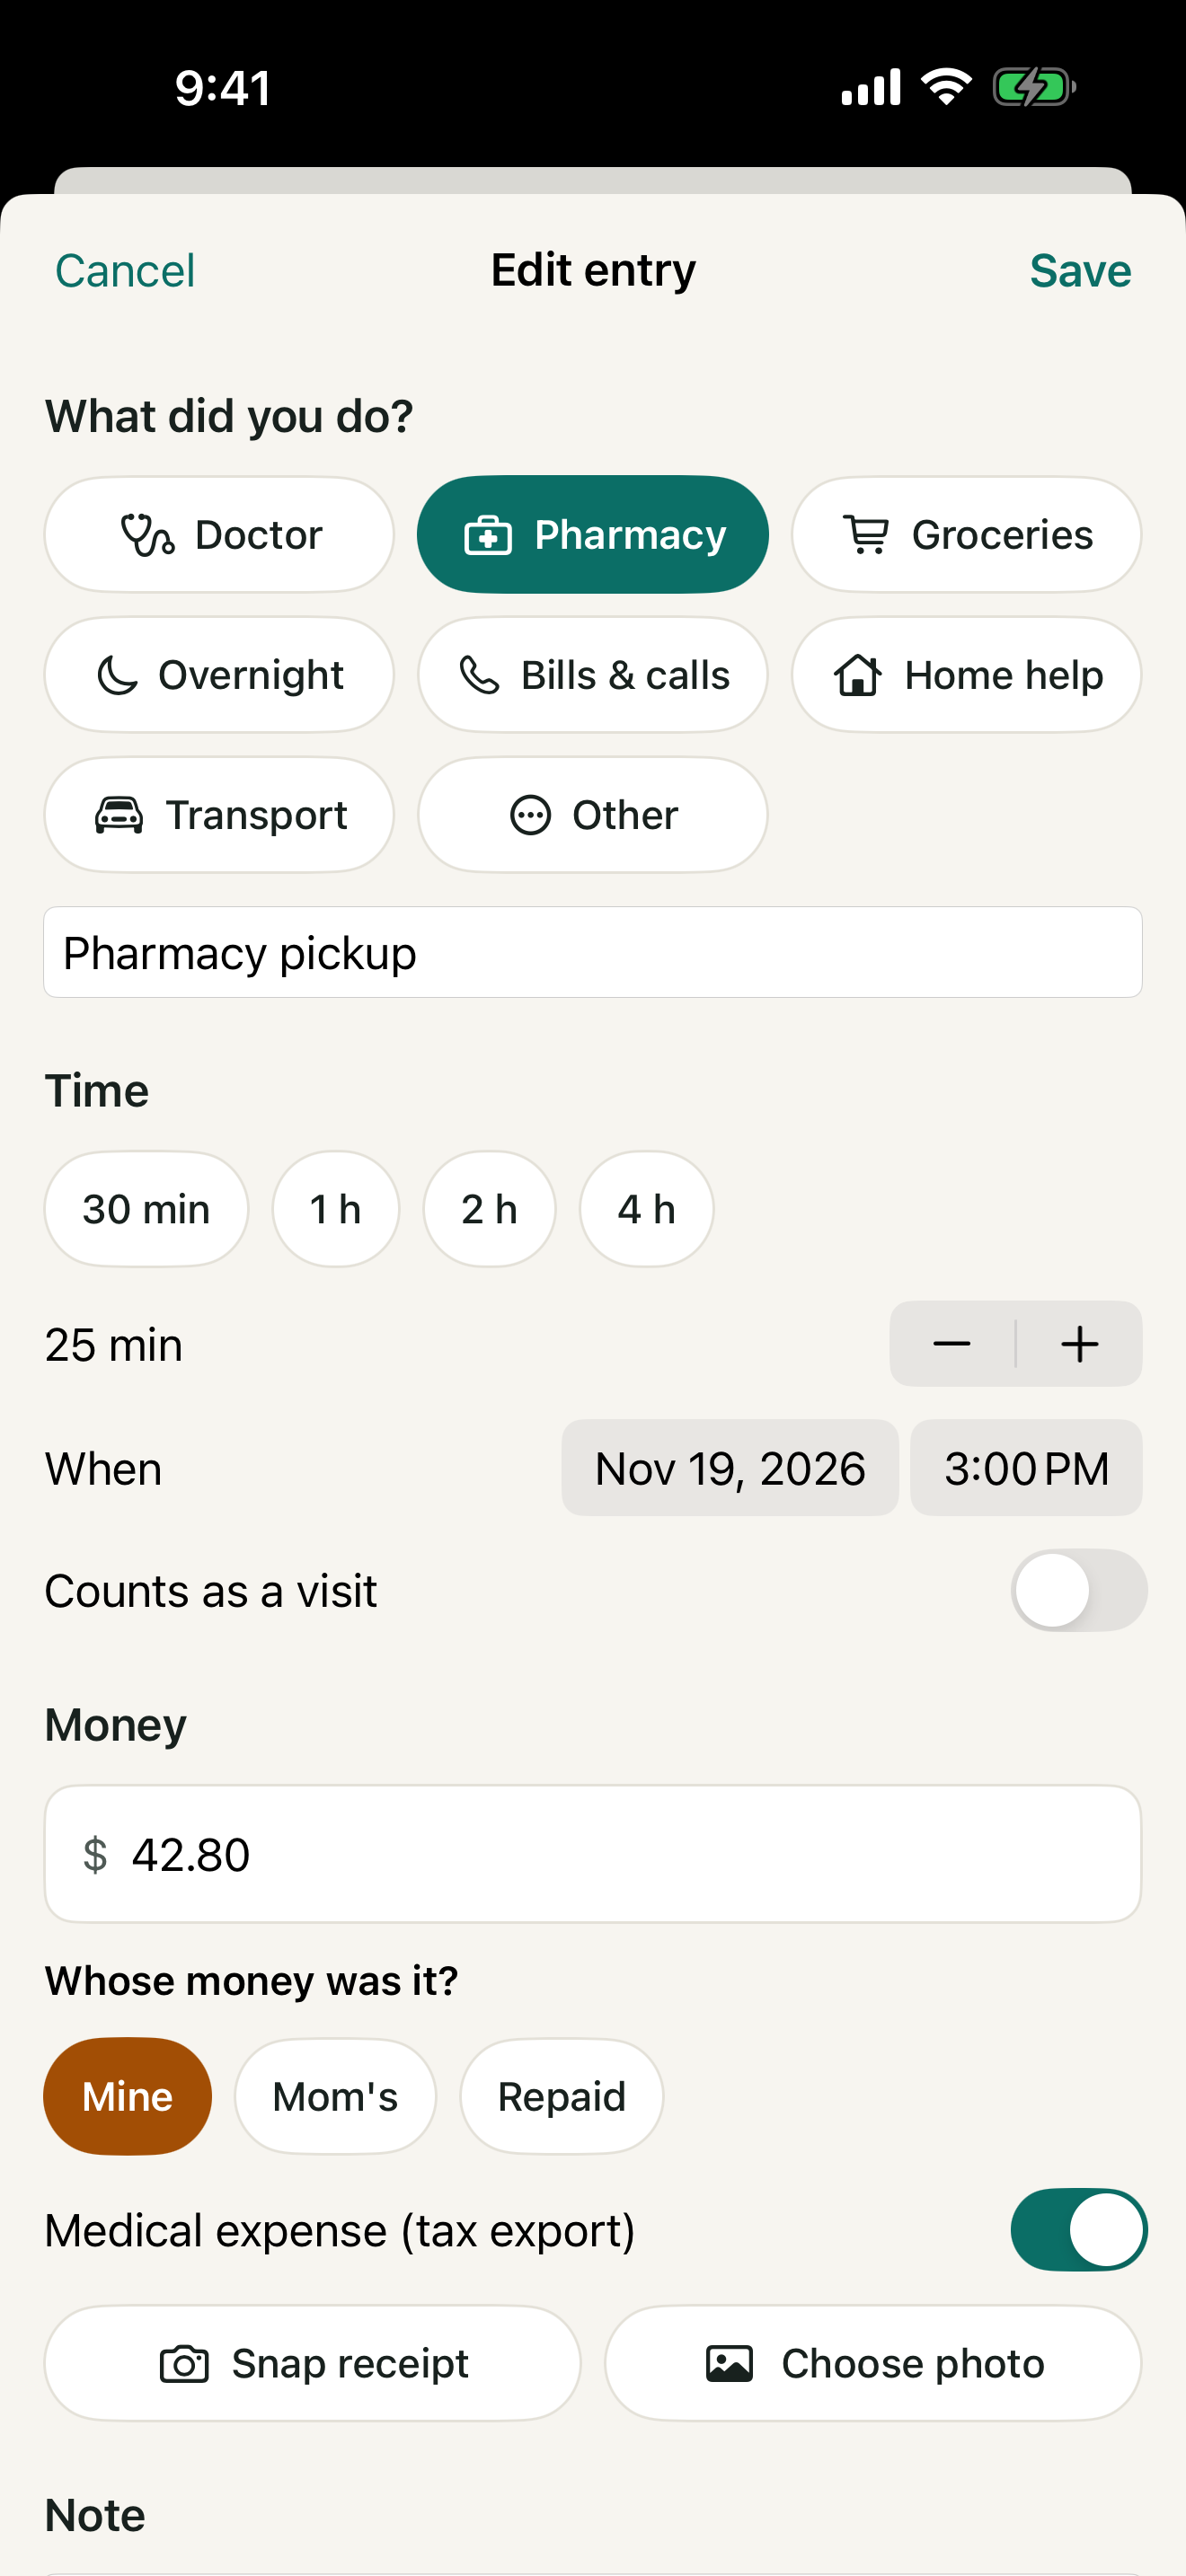 9:41
Cancel Edit entry Save
What did you do?
Doctor Pharmacy Groceries
Overnight Bills & calls Home help
Transport Other
Pharmacy pickup
Time
30 min 1 h 2 h 4 h
25 min − +
When Nov 19, 2026 3:00 PM
Counts as a visit
Money
$ 42.80
Whose money was it?
Mine Mom's Repaid
Medical expense (tax export)
Snap receipt Choose photo
Note